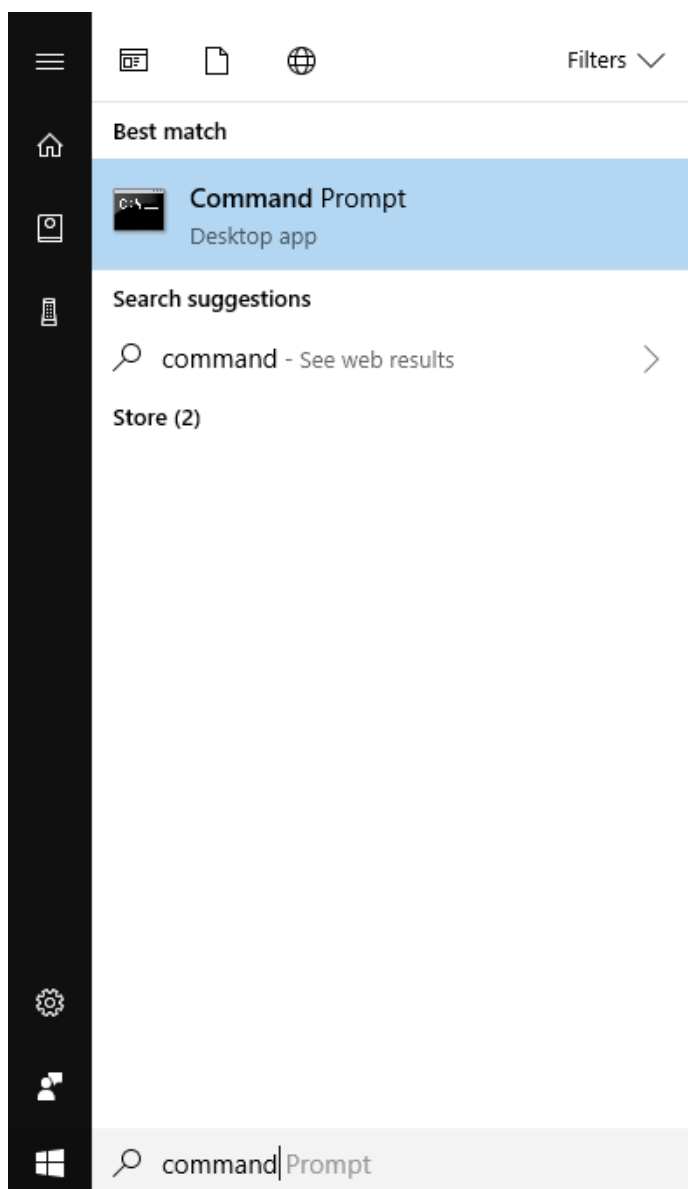 Filters
Best match
C:\_
Command Prompt
Desktop app
Search suggestions
command - See web results
Store (2)
command Prompt